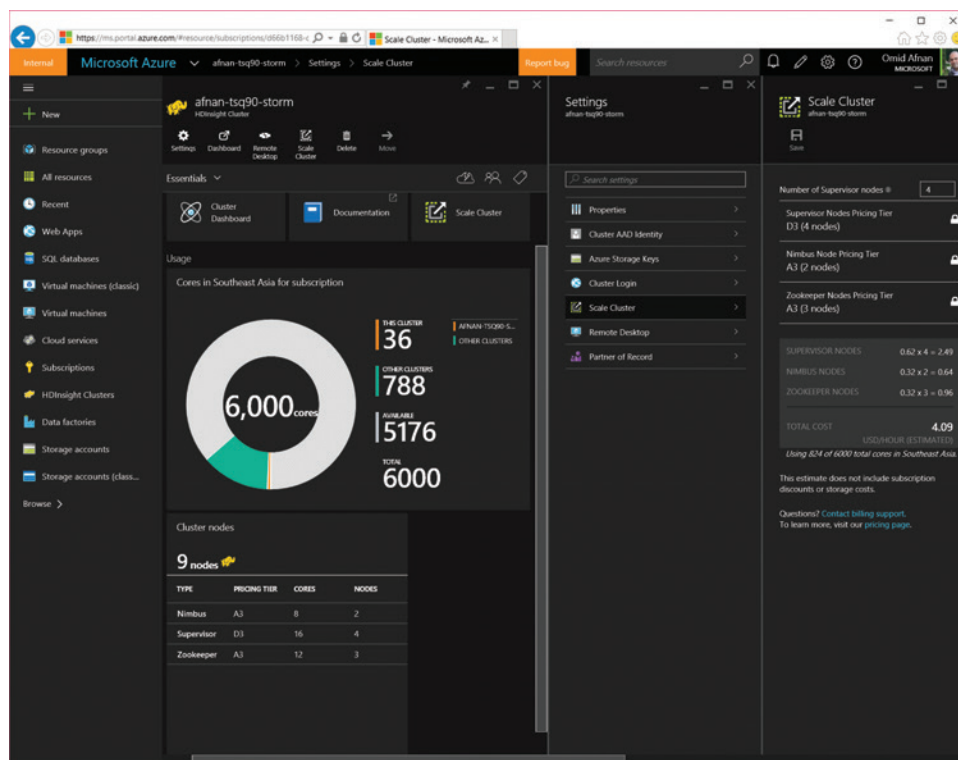 https://ms.portal.azure.com/#resource/subscriptions/d66b1168-c
Scale Cluster - Microsoft Az...
Internal
Microsoft Azure
afnan-tsq90-storm > Settings > Scale Cluster
Report bug
Search resources
Omid Afnan
MICROSOFT
New
Resource groups
All resources
Recent
Web Apps
SQL databases
Virtual machines (classic)
Virtual machines
Cloud services
Subscriptions
HDInsight Clusters
Data factories
Storage accounts
Storage accounts (class...
Browse >
afnan-tsq90-storm
HDInsight Cluster
Settings
Dashboard
Remote Desktop
Scale Cluster
Delete
Move
Essentials
Cluster Dashboard
Documentation
Scale Cluster
Usage
Cores in Southeast Asia for subscription
6,000 cores
THIS CLUSTER
36
OTHER CLUSTERS
788
AVAILABLE
5176
TOTAL
6000
AFNAN-TSQ90-S...
OTHER CLUSTERS
Cluster nodes
9 nodes
TYPE PRICING TIER CORES NODES
Nimbus A3 8 2
Supervisor D3 16 4
Zookeeper A3 12 3
Settings
afnan-tsq90-storm
Search settings
Properties
Cluster AAD Identity
Azure Storage Keys
Cluster Login
Scale Cluster
Remote Desktop
Partner of Record
Scale Cluster
afnan-tsq90-storm
Save
Number of Supervisor nodes 4
Supervisor Nodes Pricing Tier
D3 (4 nodes)
Nimbus Node Pricing Tier
A3 (2 nodes)
Zookeeper Nodes Pricing Tier
A3 (3 nodes)
SUPERVISOR NODES 0.62 x 4 = 2.49
NIMBUS NODES 0.32 x 2 = 0.64
ZOOKEEPER NODES 0.32 x 3 = 0.96
TOTAL COST 4.09
USD/HOUR (ESTIMATED)
Using 824 of 6000 total cores in Southeast Asia.
This estimate does not include subscription
discounts or storage costs.
Questions? Contact billing support.
To learn more, visit our pricing page.